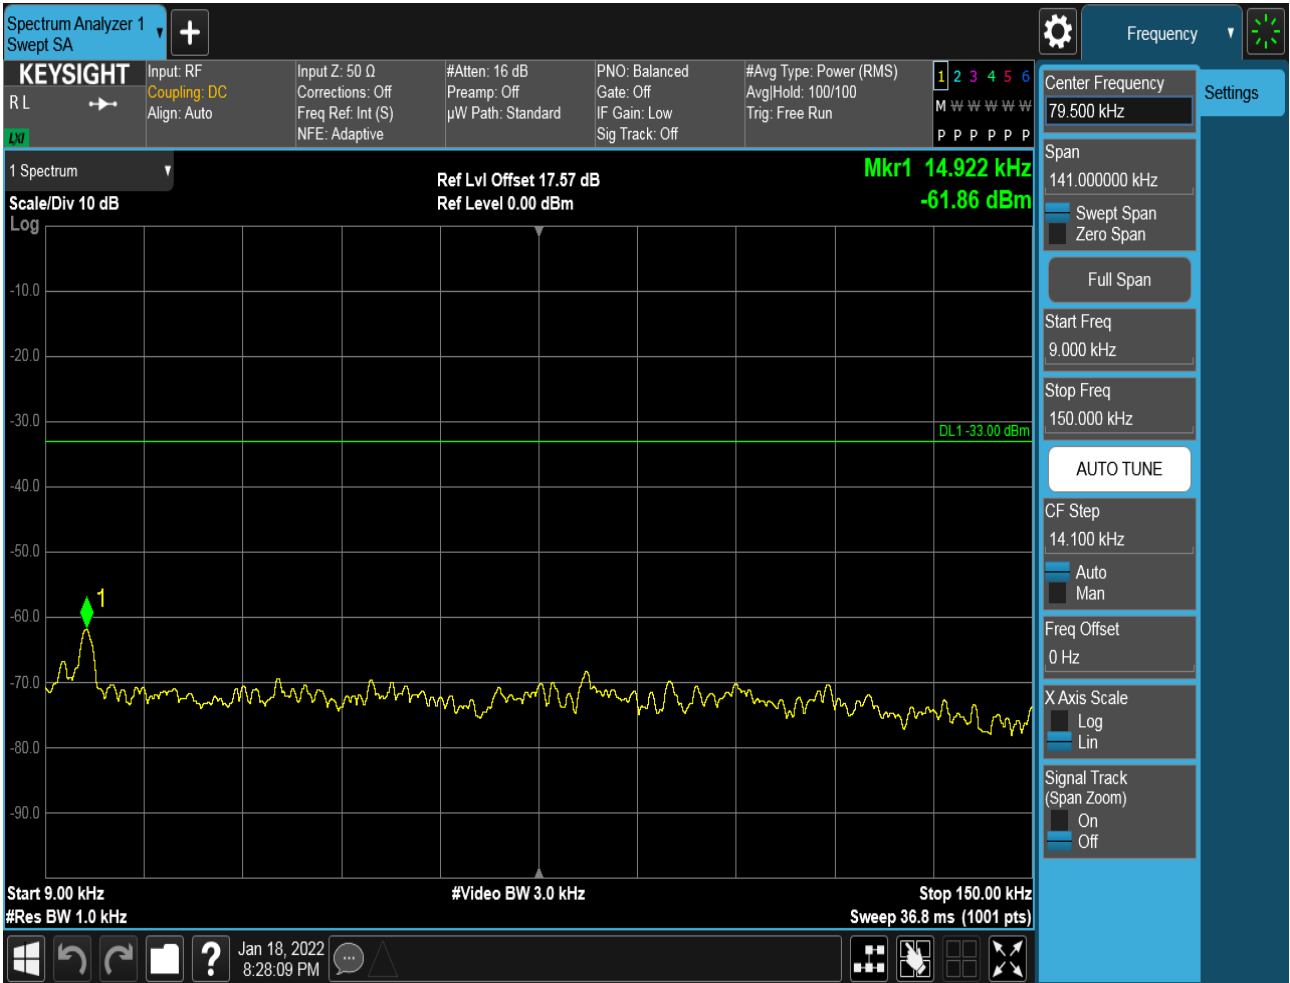 Spectrum Analyzer 1
Swept SA
Frequency
KEYSIGHT
R L
LXI
Input: RF
Coupling: DC
Align: Auto
Input Z: 50 Ω
Corrections: Off
Freq Ref: Int (S)
NFE: Adaptive
#Atten: 16 dB
Preamp: Off
µW Path: Standard
PNO: Balanced
Gate: Off
IF Gain: Low
Sig Track: Off
#Avg Type: Power (RMS)
Avg|Hold: 100/100
Trig: Free Run
1 2 3 4 5 6
M W W W W W
P P P P P P
1 Spectrum
Scale/Div 10 dB
Log
Ref Lvl Offset 17.57 dB
Ref Level 0.00 dBm
Mkr1 14.922 kHz
-61.86 dBm
-10.0
-20.0
-30.0
DL1 -33.00 dBm
-40.0
-50.0
1
-60.0
-70.0
-80.0
-90.0
Start 9.00 kHz
#Video BW 3.0 kHz
Stop 150.00 kHz
#Res BW 1.0 kHz
Sweep 36.8 ms (1001 pts)
?
Jan 18, 2022
8:28:09 PM
Center Frequency
79.500 kHz
Settings
Span
141.000000 kHz
Swept Span
Zero Span
Full Span
Start Freq
9.000 kHz
Stop Freq
150.000 kHz
AUTO TUNE
CF Step
14.100 kHz
Auto
Man
Freq Offset
0 Hz
X Axis Scale
Log
Lin
Signal Track
(Span Zoom)
On
Off